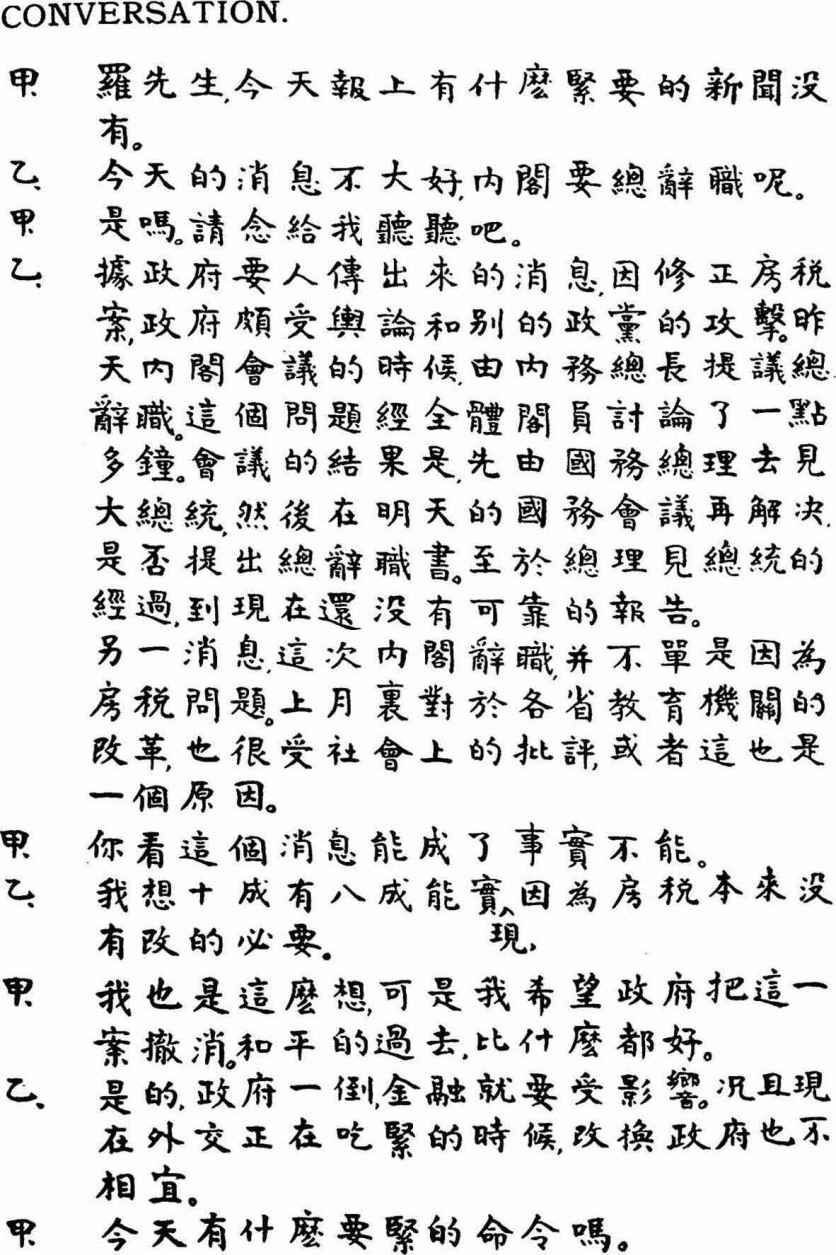 CONVERSATION.
甲 羅先生,今天報上有什麼緊要的新聞没
有。
乙、 今天的消息不大好,内閣要總辭職呢。
甲 是嗎。請念給我聽聽吧。
乙 據政府要人傳出來的消息,因修正房税
案,政府頗受輿論和别的政黨的攻擊。昨
天内閣會議的時候,由内務總長提議總
辭職。這個問題經全體閣員討論了一點
多鐘。會議的結果是,先由國務總理去見
大總統,然後在明天的國務會議再解决,
是否提出總辭職書。至於總理見總統的
經過,到現在還没有可靠的報告。
另一消息,這次内閣辭職,并不單是因為
房税問題。上月裏對於各省教育機關的
改革,也很受社會上的批評,或者這也是
一個原因。
甲 你看這個消息能成了事實不能。
乙、 我想十成有八成能實現,因為房税本來没
有改的必要。
甲 我也是這麼想,可是我希望政府把這一
案撤消。和平的過去,比什麼都好。
乙、 是的,政府一倒,金融就要受影響。况且現
在外交正在吃緊的時候,改換政府也不
相宜。
甲 今天有什麼要緊的命令嗎。